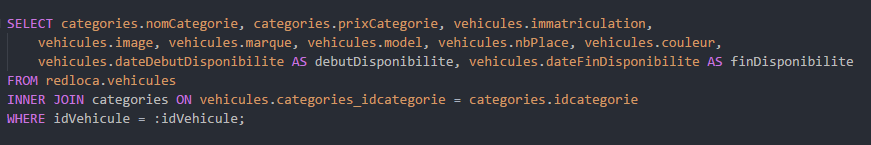 SELECT categories.nomCategorie, categories.prixCategorie, vehicules.immatriculation,
vehicules.image, vehicules.marque, vehicules.model, vehicules.nbPlace, vehicules.couleur,
vehicules.dateDebutDisponibilite AS debutDisponibilite, vehicules.dateFinDisponibilite AS finDisponibilite
FROM redloca.vehicules
INNER JOIN categories ON vehicules.categories_idcategorie = categories.idcategorie
WHERE idVehicule = :idVehicule;